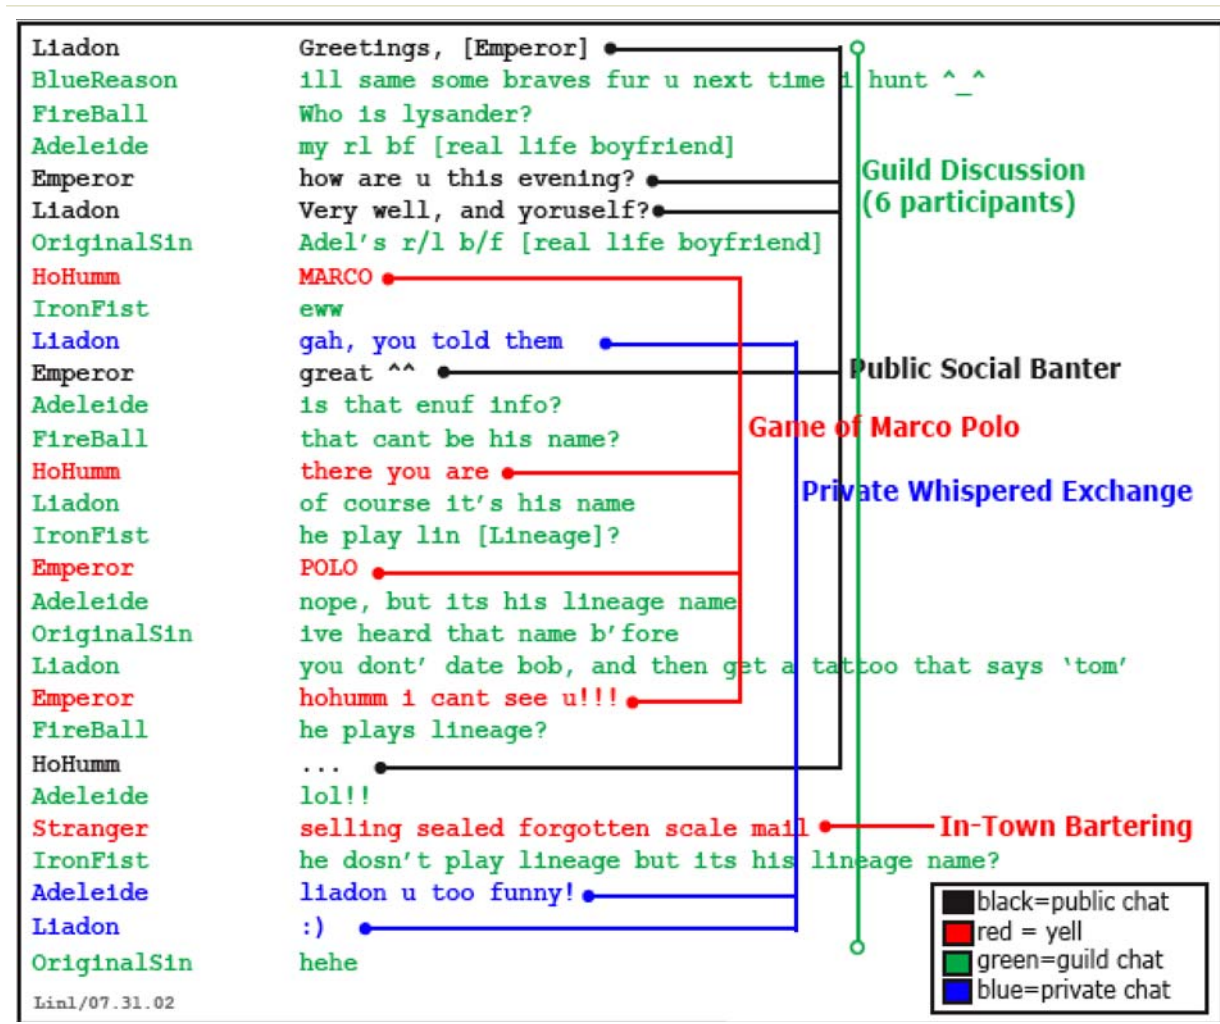 Liadon Greetings, [Emperor]
BlueReason ill same some braves fur u next time i hunt ^_^
FireBall Who is lysander?
Adeleide my rl bf [real life boyfriend]
Emperor how are u this evening?
Guild Discussion
(6 participants)
Liadon Very well, and yoruself?
OriginalSin Adel's r/l b/f [real life boyfriend]
HoHumm MARCO
IronFist eww
Liadon gah, you told them
Emperor great ^^
Public Social Banter
Adeleide is that enuf info?
Game of Marco Polo
FireBall that cant be his name?
HoHumm there you are
Private Whispered Exchange
Liadon of course it's his name
IronFist he play lin [Lineage]?
Emperor POLO
Adeleide nope, but its his lineage name
OriginalSin ive heard that name b'fore
Liadon you dont' date bob, and then get a tattoo that says 'tom'
Emperor hohumm i cant see u!!!
FireBall he plays lineage?
HoHumm ...
Adeleide lol!!
Stranger selling sealed forgotten scale mail
In-Town Bartering
IronFist he dosn't play lineage but its his lineage name?
Adeleide liadon u too funny!
Liadon :)
OriginalSin hehe
black=public chat
red = yell
green=guild chat
blue=private chat
Lin1/07.31.02